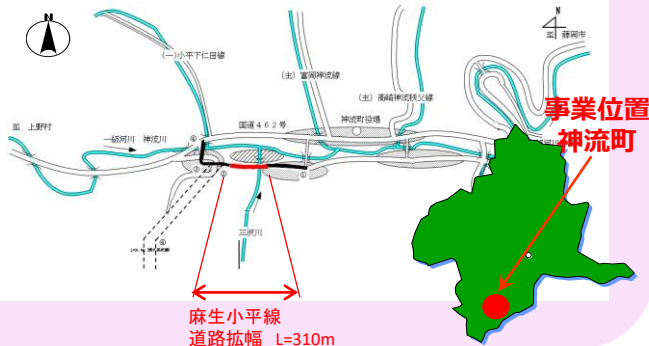 N
至 藤岡市
(一)小平下仁田線
(主)富岡神流線
(主)高崎神流秩父線
事業位置
神流町
神流町役場
国道462号
至 上野村
一級河川 神流川
三波川
麻生小平線
道路拡幅 L=310m